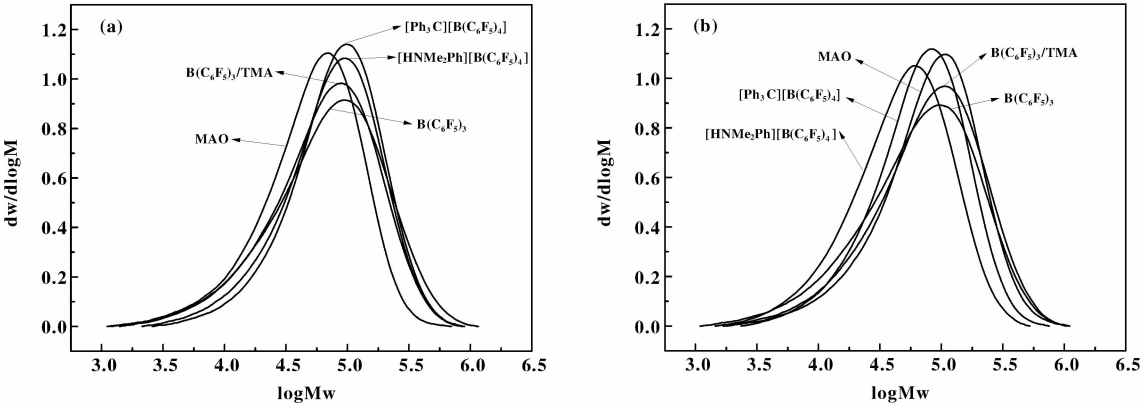 (a)
[Ph₃C][B(C₆F₅)₄]
[HNMe₂Ph][B(C₆F₅)₄]
B(C₆F₅)₃/TMA
B(C₆F₅)₃
MAO
dw/dlogM
1.2
1.0
0.8
0.6
0.4
0.2
0.0
3.0 3.5 4.0 4.5 5.0 5.5 6.0 6.5
logMw
(b)
MAO
B(C₆F₅)₃/TMA
[Ph₃C][B(C₆F₅)₄]
B(C₆F₅)₃
[HNMe₂Ph][B(C₆F₅)₄]
dw/dlogM
1.2
1.0
0.8
0.6
0.4
0.2
0.0
3.0 3.5 4.0 4.5 5.0 5.5 6.0 6.5
logMw